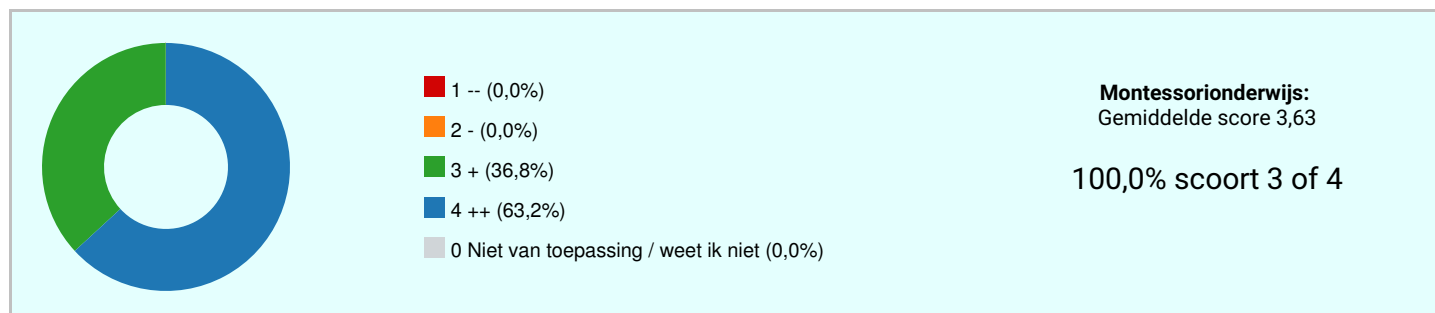 1 -- (0,0%)
2 - (0,0%)
3 + (36,8%)
4 ++ (63,2%)
0 Niet van toepassing / weet ik niet (0,0%)
Montessorionderwijs:
Gemiddelde score 3,63
100,0% scoort 3 of 4